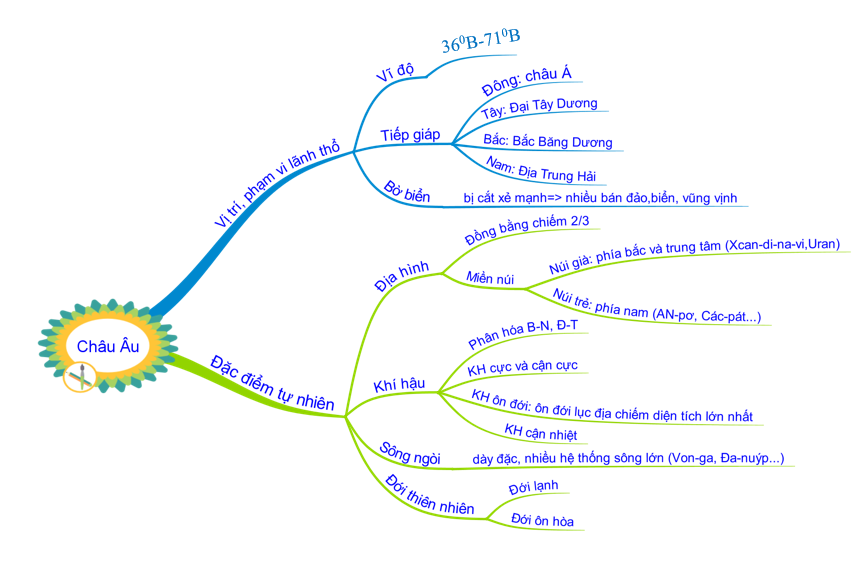 Châu Âu
Vị trí, phạm vi lãnh thổ
Vĩ độ
36⁰B-71⁰B
Tiếp giáp
Đông: châu Á
Tây: Đại Tây Dương
Bắc: Bắc Băng Dương
Nam: Địa Trung Hải
Bờ biển
bị cắt xẻ mạnh=> nhiều bán đảo,biển, vũng vịnh
Đặc điểm tự nhiên
Địa hình
Đồng bằng chiếm 2/3
Miền núi
Núi già: phía bắc và trung tâm (Xcan-di-na-vi,Uran)
Núi trẻ: phía nam (AN-pơ, Các-pát...)
Khí hậu
Phân hóa B-N, Đ-T
KH cực và cận cực
KH ôn đới: ôn đới lục địa chiếm diện tích lớn nhất
KH cận nhiệt
Sông ngòi
dày đặc, nhiều hệ thống sông lớn (Von-ga, Đa-nuýp...)
Đới thiên nhiên
Đới lạnh
Đới ôn hòa